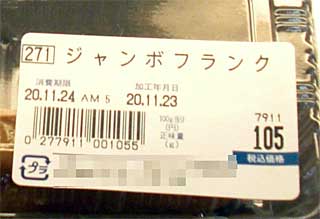 271 ジャンボフランク
消費期限 加工年月日
20.11.24 AM 5 20.11.23
7911
100g当り
(円)
正味量
(g)
105
税込価格
0 277911 001055
プラ